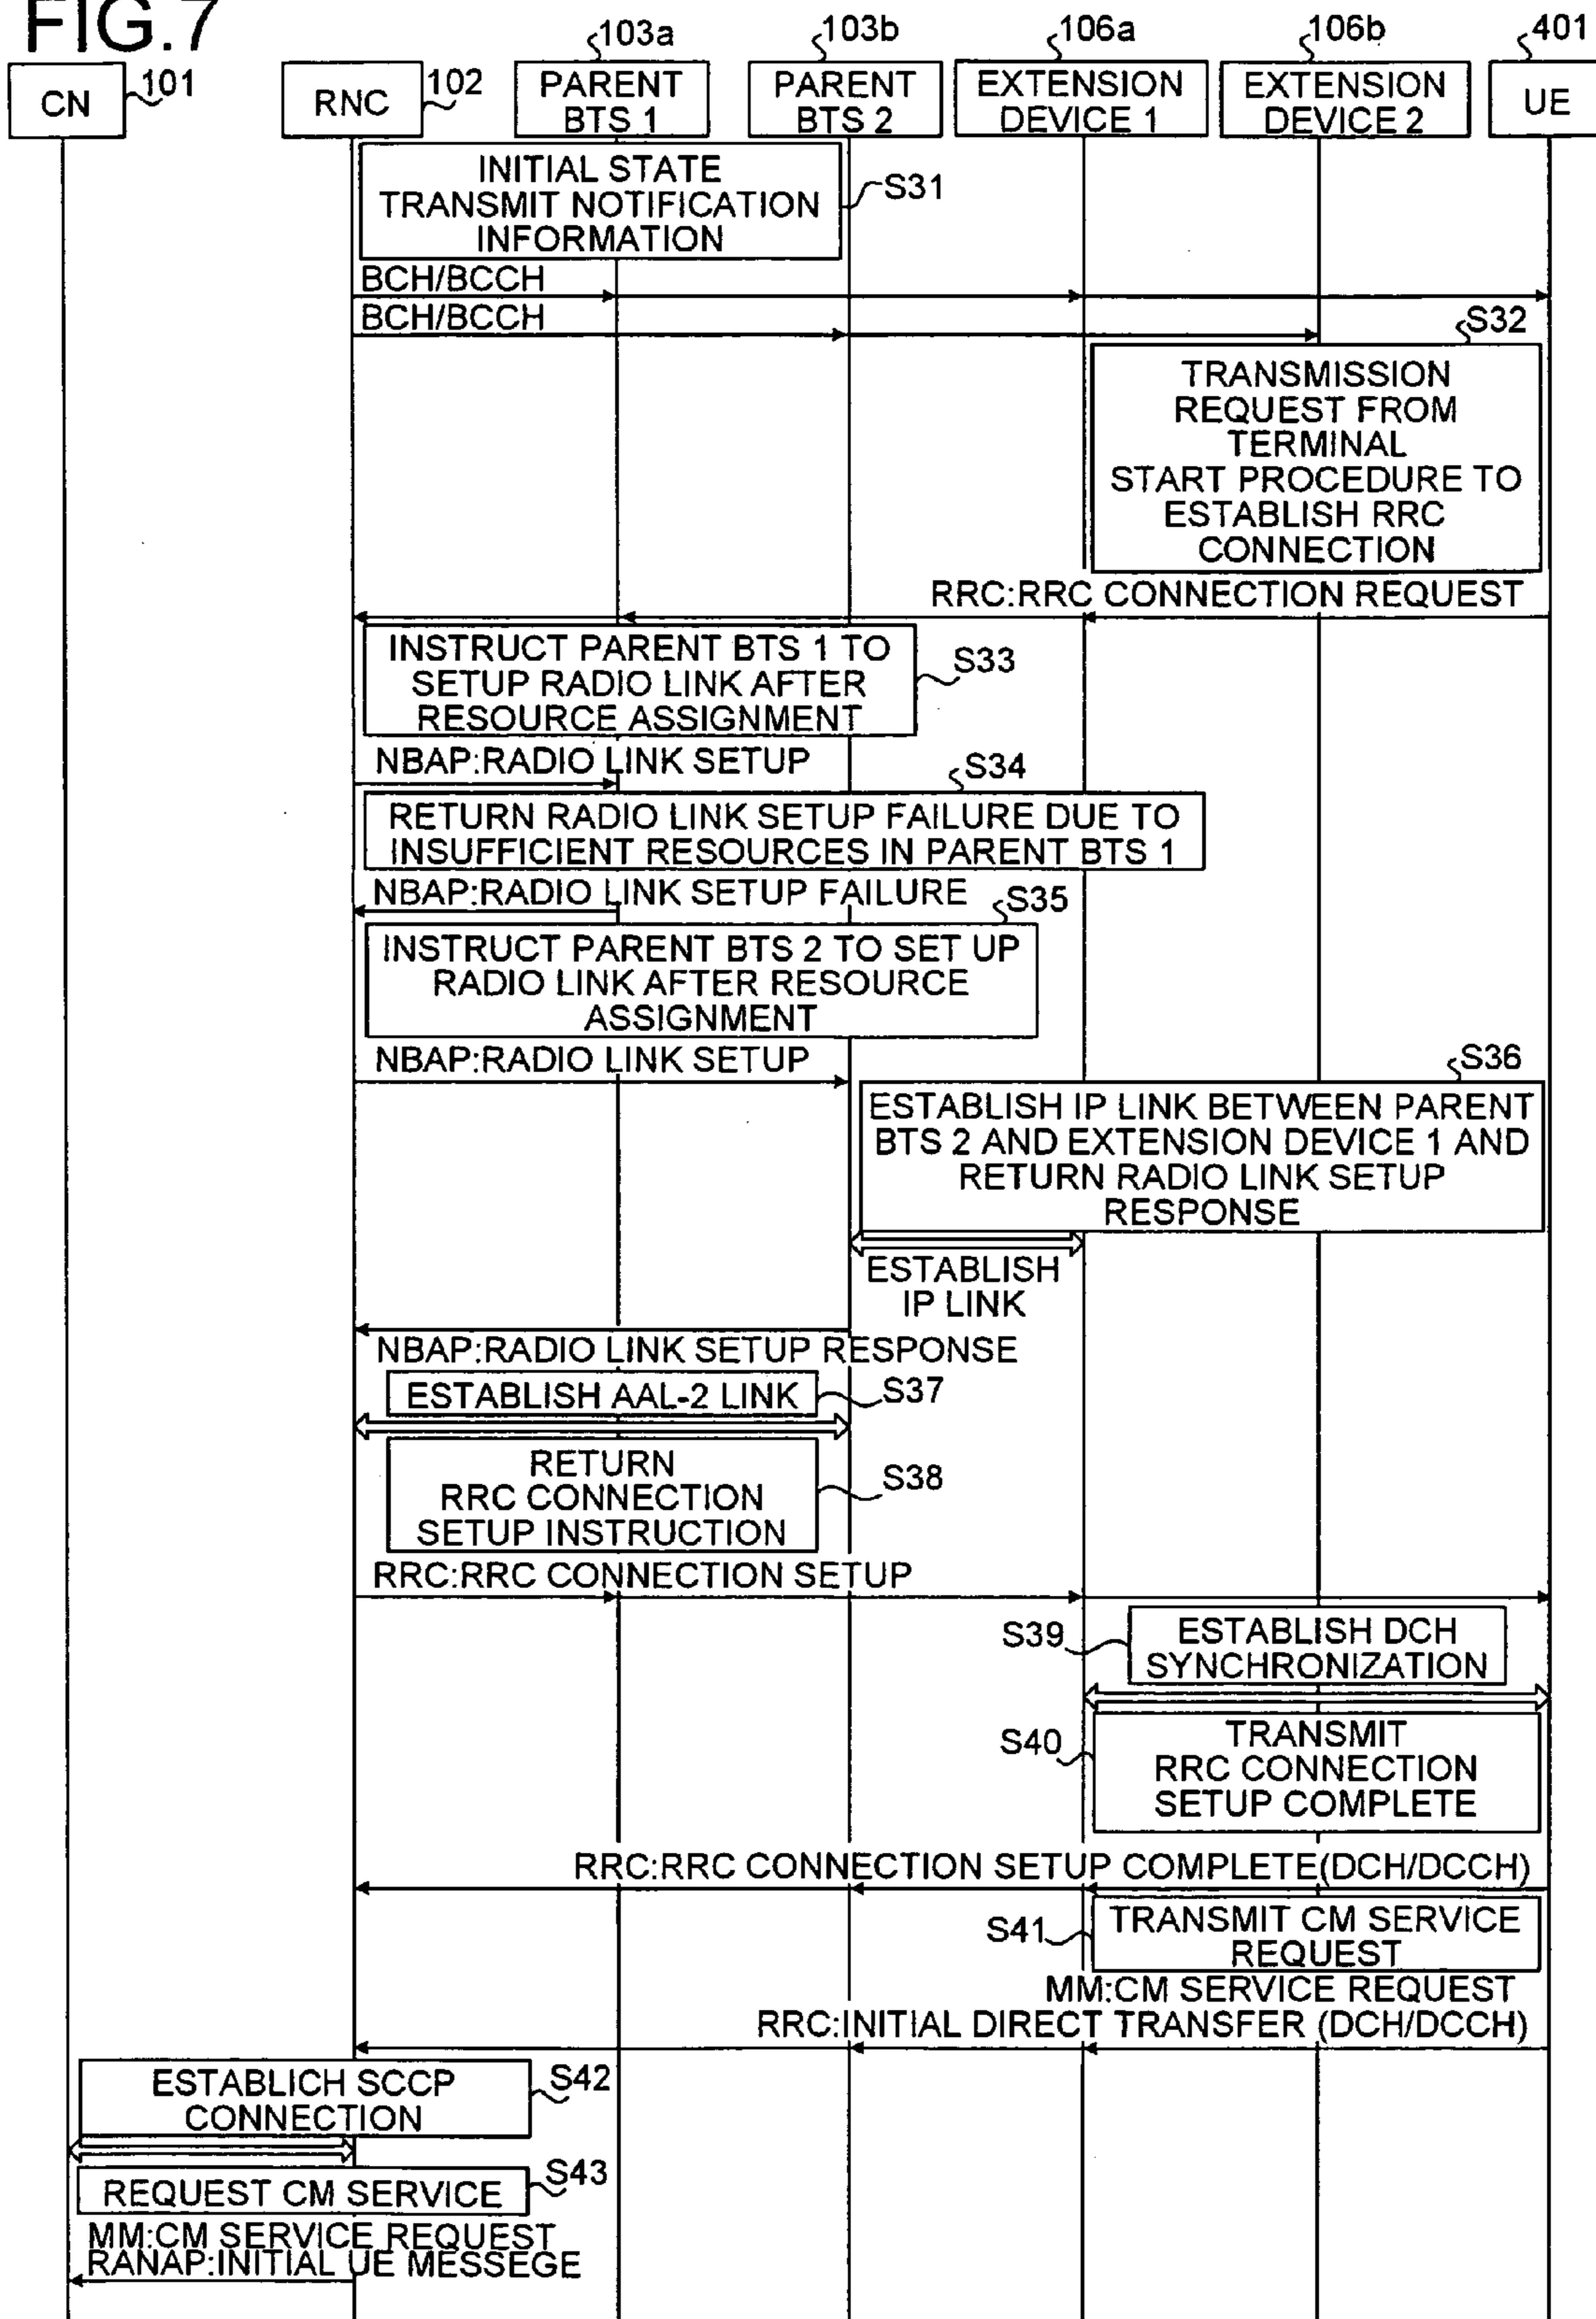 FIG.7
103a
103b
106a
106b
401
CN
101
RNC
102
PARENT
BTS 1
PARENT
BTS 2
EXTENSION
DEVICE 1
EXTENSION
DEVICE 2
UE
INITIAL STATE
TRANSMIT NOTIFICATION
INFORMATION
S31
BCH/BCCH
BCH/BCCH
S32
TRANSMISSION
REQUEST FROM
TERMINAL
START PROCEDURE TO
ESTABLISH RRC
CONNECTION
RRC:RRC CONNECTION REQUEST
INSTRUCT PARENT BTS 1 TO
SETUP RADIO LINK AFTER
RESOURCE ASSIGNMENT
S33
NBAP:RADIO LINK SETUP
S34
RETURN RADIO LINK SETUP FAILURE DUE TO
INSUFFICIENT RESOURCES IN PARENT BTS 1
NBAP:RADIO LINK SETUP FAILURE
S35
INSTRUCT PARENT BTS 2 TO SET UP
RADIO LINK AFTER RESOURCE
ASSIGNMENT
NBAP:RADIO LINK SETUP
S36
ESTABLISH IP LINK BETWEEN PARENT
BTS 2 AND EXTENSION DEVICE 1 AND
RETURN RADIO LINK SETUP
RESPONSE
ESTABLISH
IP LINK
NBAP:RADIO LINK SETUP RESPONSE
ESTABLISH AAL-2 LINK
S37
RETURN
RRC CONNECTION
SETUP INSTRUCTION
S38
RRC:RRC CONNECTION SETUP
S39
ESTABLISH DCH
SYNCHRONIZATION
S40
TRANSMIT
RRC CONNECTION
SETUP COMPLETE
RRC:RRC CONNECTION SETUP COMPLETE(DCH/DCCH)
S41
TRANSMIT CM SERVICE
REQUEST
MM:CM SERVICE REQUEST
RRC:INITIAL DIRECT TRANSFER (DCH/DCCH)
ESTABLICH SCCP
CONNECTION
S42
REQUEST CM SERVICE
S43
MM:CM SERVICE REQUEST
RANAP:INITIAL UE MESSEGE